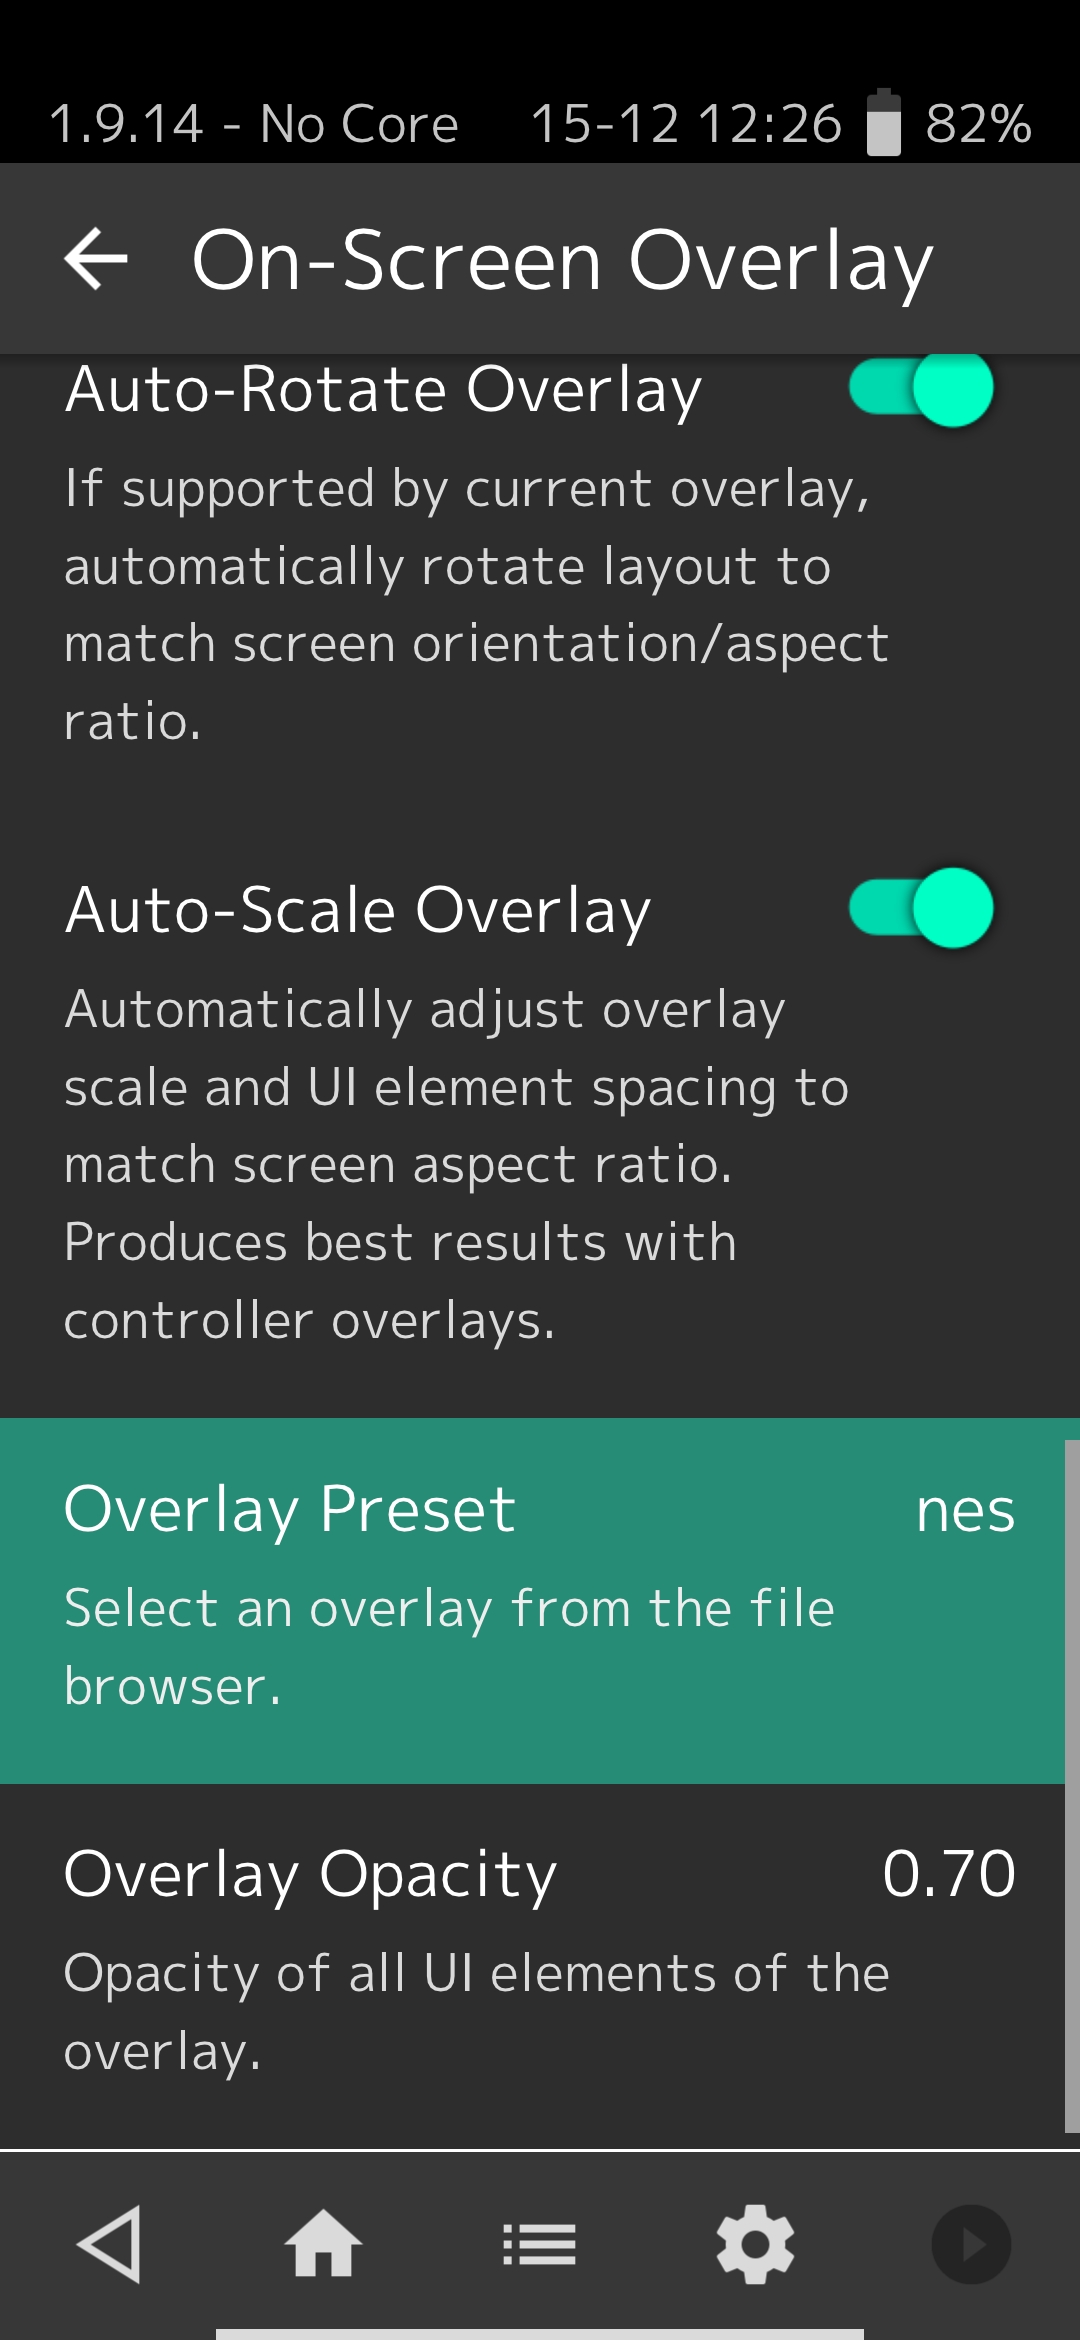 1.9.14 - No Core 15-12 12:26 82%
On-Screen Overlay
Auto-Rotate Overlay
If supported by current overlay,
automatically rotate layout to
match screen orientation/aspect
ratio.
Auto-Scale Overlay
Automatically adjust overlay
scale and UI element spacing to
match screen aspect ratio.
Produces best results with
controller overlays.
Overlay Preset nes
Select an overlay from the file
browser.
Overlay Opacity 0.70
Opacity of all UI elements of the
overlay.